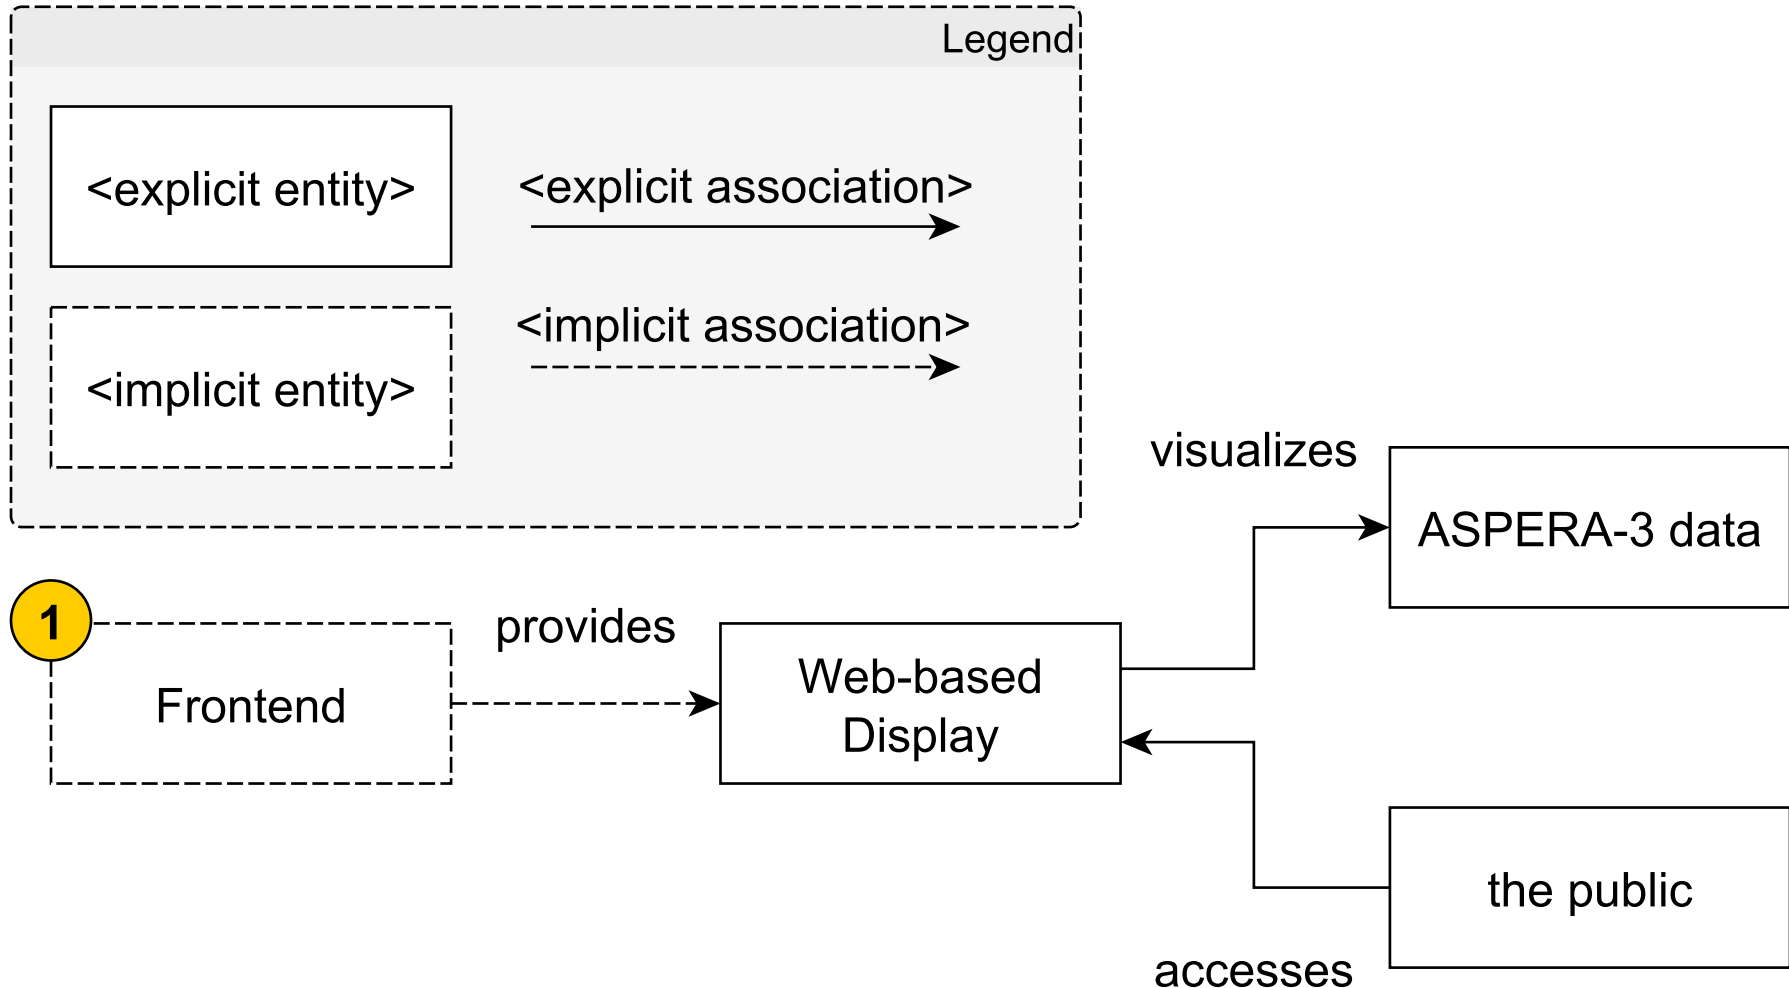 Legend
<explicit entity>
<explicit association>
<implicit association>
<implicit entity>
visualizes
ASPERA-3 data
1
provides
Frontend
Web-based
Display
the public
accesses